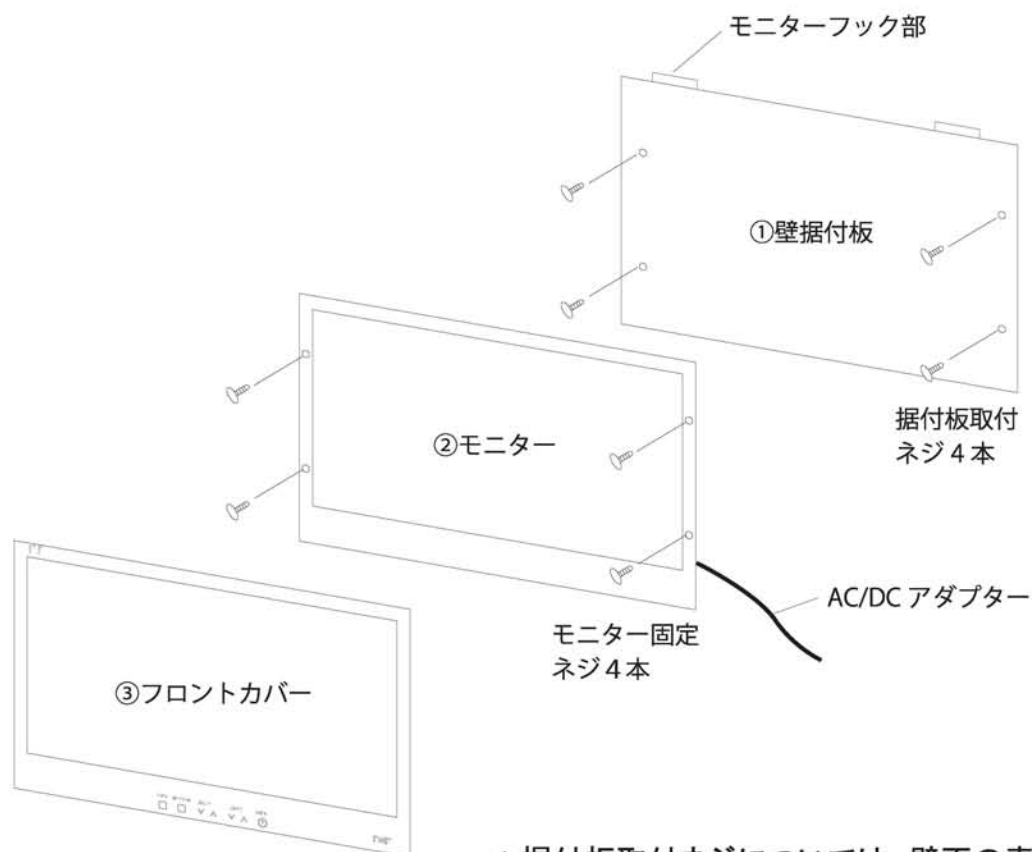 モニターフック部
①壁据付板
据付板取付
ネジ4本
②モニター
AC/DC アダプター
モニター固定
ネジ4本
③フロントカバー